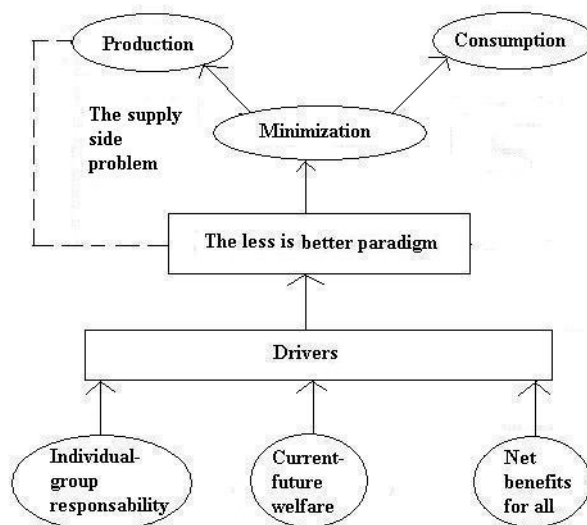 Production
Consumption
The supply
side
problem
Minimization
The less is better paradigm
Drivers
Individual-
group
responsability
Current-
future
welfare
Net
benefits
for all